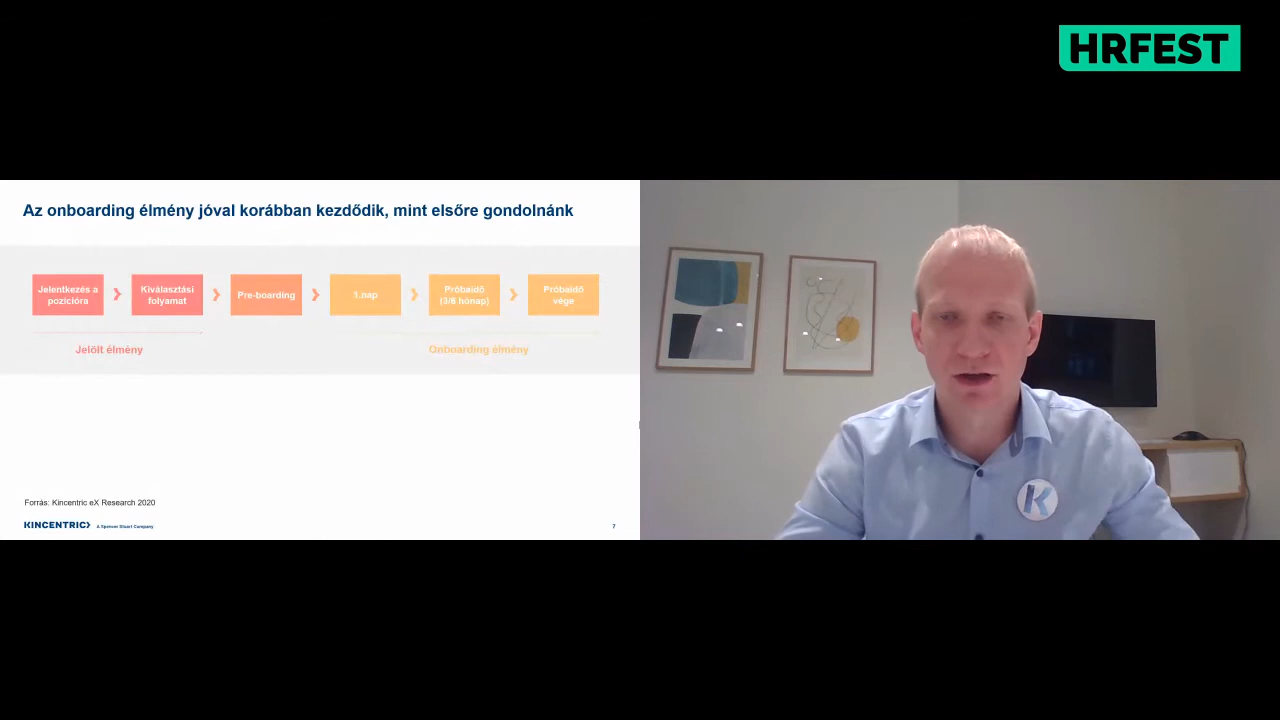 HRFEST
Az onboarding élmény jóval korábban kezdődik, mint elsőre gondolnánk
Jelentkezés a
pozícióra
Kiválasztási
folyamat
Pre-boarding
1.nap
Próbaidő
(3/6 hónap)
Próbaidő
vége
Jelölt élmény
Onboarding élmény
Forrás: Kincentric eX Research 2020
KINCENTRIC
A Spencer Stuart Company
7
K